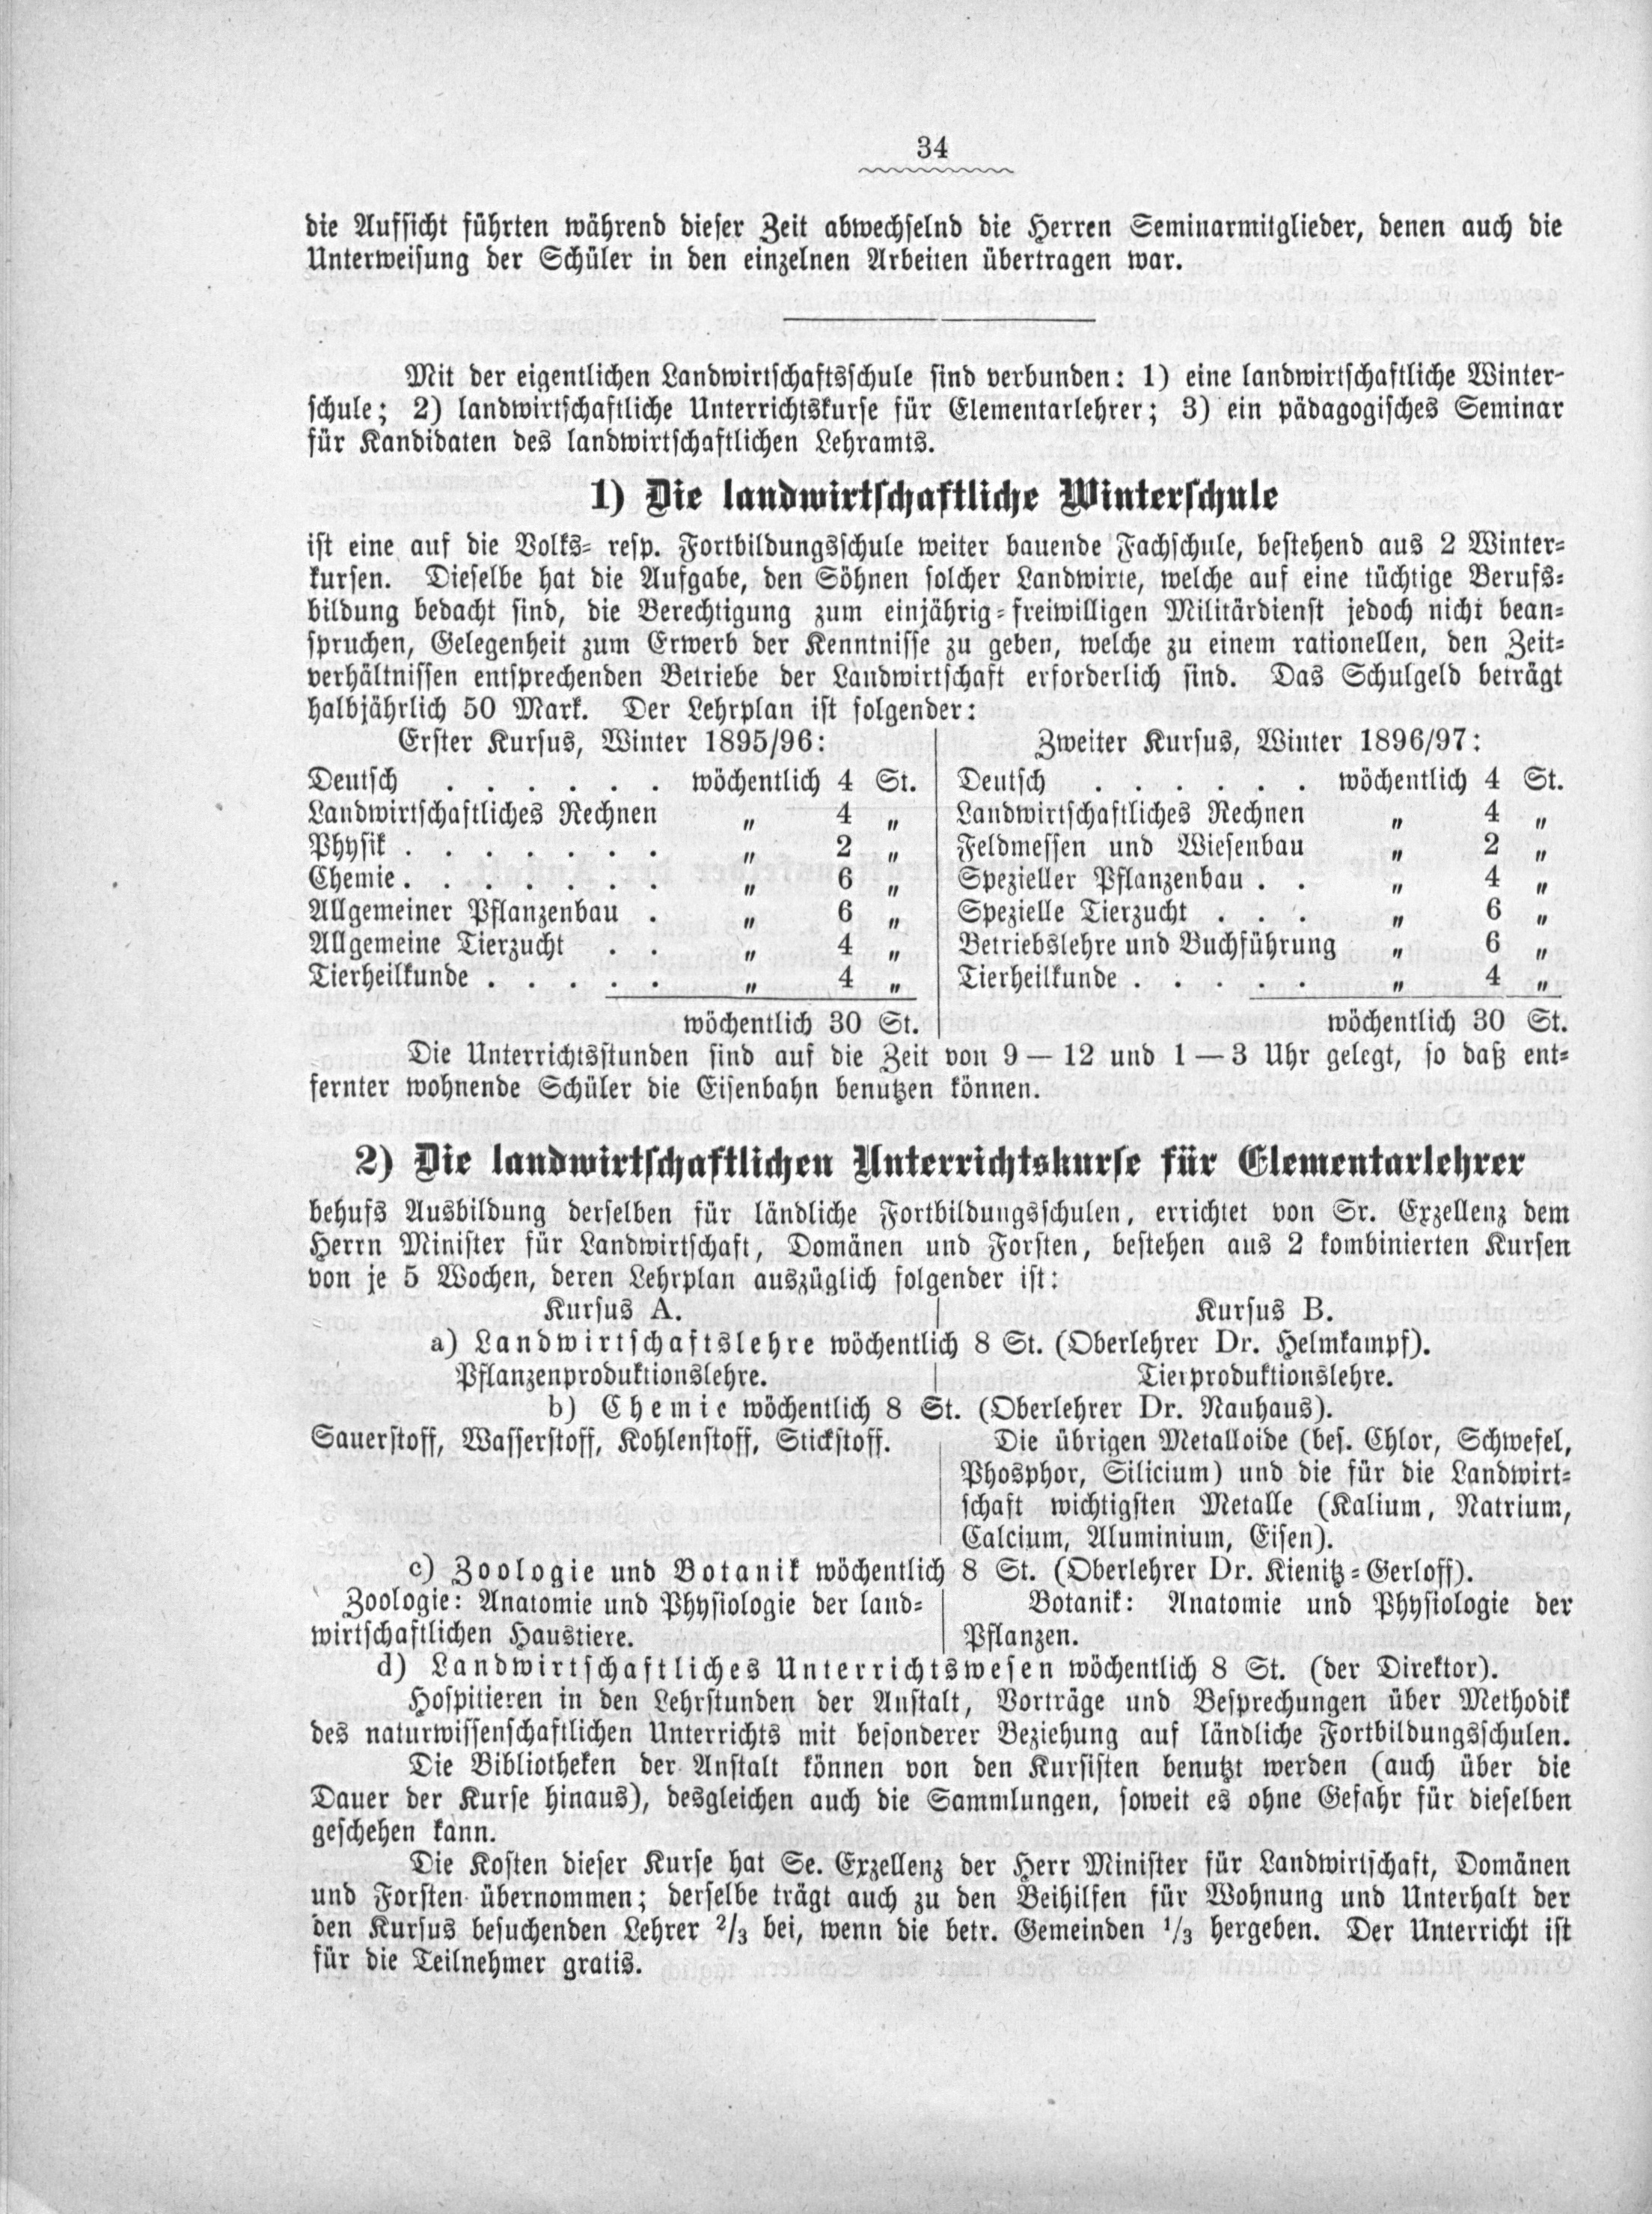 34
die Aufsicht führten während dieser Zeit abwechselnd die Herren Seminarmitglieder, denen auch die
Unterweisung der Schüler in den einzelnen Arbeiten übertragen war.
Mit der eigentlichen Landwirtschaftsschule sind verbunden: 1) eine landwirtschaftliche Winter-
schule; 2) landwirtschaftliche Unterrichtskurse für Elementarlehrer; 3) ein pädagogisches Seminar
für Kandidaten des landwirtschaftlichen Lehramts.
1) Die landwirtschaftliche Winterschule
ist eine auf die Volks- resp. Fortbildungsschule weiter bauende Fachschule, bestehend aus 2 Winter-
kursen. Dieselbe hat die Aufgabe, den Söhnen solcher Landwirte, welche auf eine tüchtige Berufs-
bildung bedacht sind, die Berechtigung zum einjährig-freiwilligen Militärdienst jedoch nicht bean-
spruchen, Gelegenheit zum Erwerb der Kenntnisse zu geben, welche zu einem rationellen, den Zeit-
verhältnissen entsprechenden Betriebe der Landwirtschaft erforderlich sind. Das Schulgeld beträgt
halbjährlich 50 Mark. Der Lehrplan ist folgender:
Erster Kursus, Winter 1895/96:
Deutsch . . . . . . wöchentlich 4 St.
Landwirtschaftliches Rechnen „ 4 „
Physik . . . . . . . „ 2 „
Chemie . . . . . . . „ 6 „
Allgemeiner Pflanzenbau . „ 6 „
Allgemeine Tierzucht . . „ 4 „
Tierheilkunde . . . . . „ 4 „
wöchentlich 30 St.
Zweiter Kursus, Winter 1896/97:
Deutsch . . . . . . wöchentlich 4 St.
Landwirtschaftliches Rechnen „ 4 „
Feldmessen und Wiesenbau „ 2 „
Spezieller Pflanzenbau . . „ 4 „
Spezielle Tierzucht . . . „ 6 „
Betriebslehre und Buchführung „ 6 „
Tierheilkunde . . . . . „ 4 „
wöchentlich 30 St.
Die Unterrichtsstunden sind auf die Zeit von 9 — 12 und 1 — 3 Uhr gelegt, so daß ent-
fernter wohnende Schüler die Eisenbahn benutzen können.
2) Die landwirtschaftlichen Unterrichtskurse für Elementarlehrer
behufs Ausbildung derselben für ländliche Fortbildungsschulen, errichtet von Sr. Exzellenz dem
Herrn Minister für Landwirtschaft, Domänen und Forsten, bestehen aus 2 kombinierten Kursen
von je 5 Wochen, deren Lehrplan auszüglich folgender ist:
Kursus A. Kursus B.
a) Landwirtschaftslehre wöchentlich 8 St. (Oberlehrer Dr. Helmkampf).
Pflanzenproduktionslehre. Tierproduktionslehre.
b) Chemie wöchentlich 8 St. (Oberlehrer Dr. Nauhaus).
Sauerstoff, Wasserstoff, Kohlenstoff, Stickstoff.
Die übrigen Metalloide (bes. Chlor, Schwefel,
Phosphor, Silicium) und die für die Landwirt-
schaft wichtigsten Metalle (Kalium, Natrium,
Calcium, Aluminium, Eisen).
c) Zoologie und Botanik wöchentlich 8 St. (Oberlehrer Dr. Kienitz-Gerloff).
Zoologie: Anatomie und Physiologie der land-
wirtschaftlichen Haustiere.
Botanik: Anatomie und Physiologie der
Pflanzen.
d) Landwirtschaftliches Unterrichtswesen wöchentlich 8 St. (der Direktor).
Hospitieren in den Lehrstunden der Anstalt, Vorträge und Besprechungen über Methodik
des naturwissenschaftlichen Unterrichts mit besonderer Beziehung auf ländliche Fortbildungsschulen.
Die Bibliotheken der Anstalt können von den Kursisten benutzt werden (auch über die
Dauer der Kurse hinaus), desgleichen auch die Sammlungen, soweit es ohne Gefahr für dieselben
geschehen kann.
Die Kosten dieser Kurse hat Se. Exzellenz der Herr Minister für Landwirtschaft, Domänen
und Forsten übernommen; derselbe trägt auch zu den Beihilfen für Wohnung und Unterhalt der
den Kursus besuchenden Lehrer 2/3 bei, wenn die betr. Gemeinden 1/3 hergeben. Der Unterricht ist
für die Teilnehmer gratis.